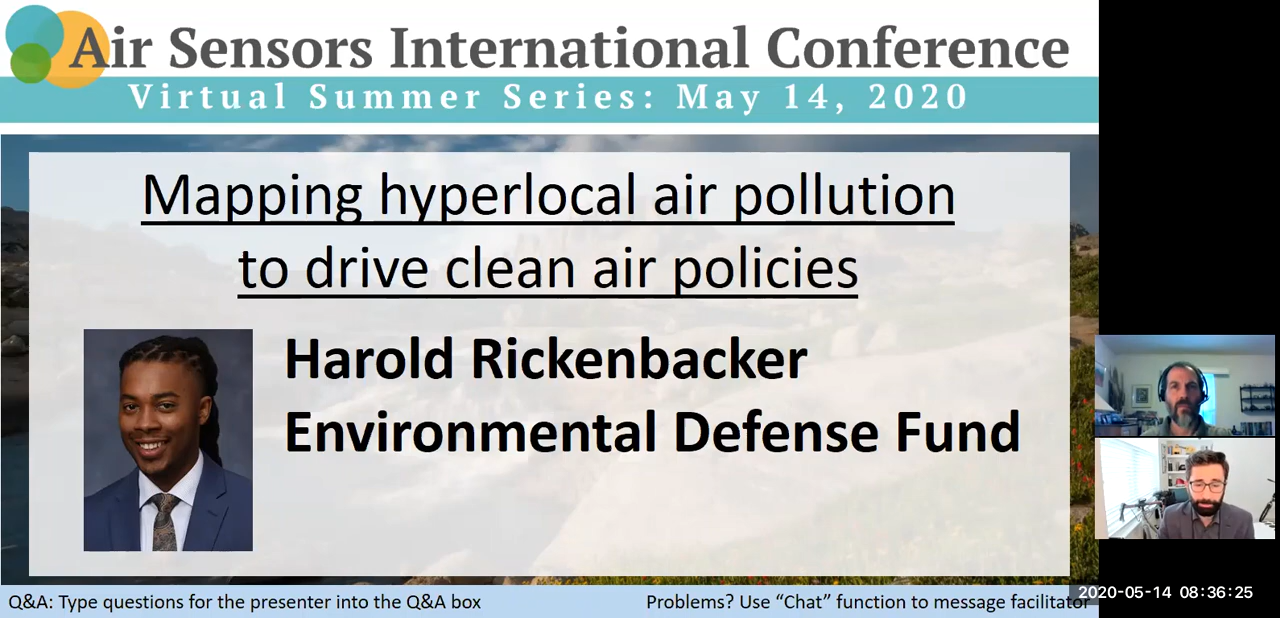 Air Sensors International Conference
Virtual Summer Series: May 14, 2020
Mapping hyperlocal air pollution
to drive clean air policies
Harold Rickenbacker
Environmental Defense Fund
Q&A: Type questions for the presenter into the Q&A box
Problems? Use “Chat” function to message facilitator
2020-05-14 08:36:25